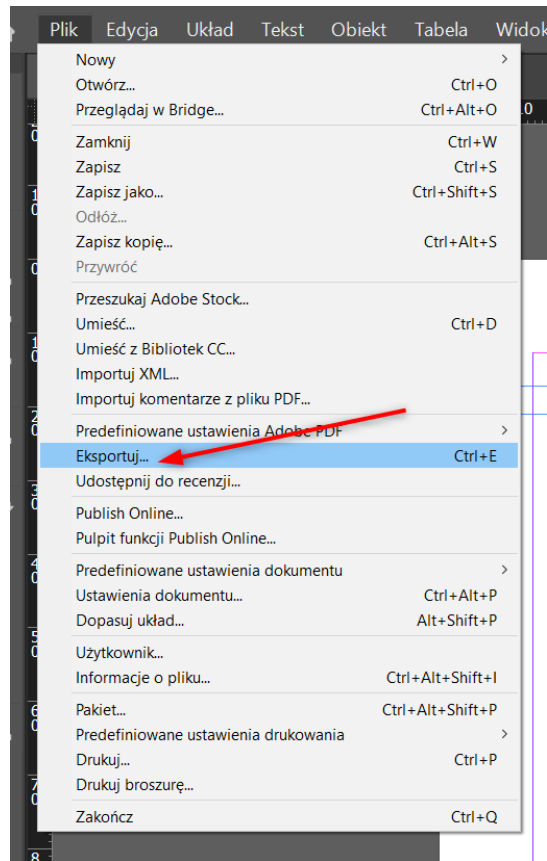 Plik Edycja Układ Tekst Obiekt Tabela Widok
Nowy >
Otwórz... Ctrl+O
Przeglądaj w Bridge... Ctrl+Alt+O
Zamknij Ctrl+W
Zapisz Ctrl+S
Zapisz jako... Ctrl+Shift+S
Odłóż...
Zapisz kopię... Ctrl+Alt+S
Przywróć
Przeszukaj Adobe Stock...
Umieść... Ctrl+D
Umieść z Bibliotek CC...
Importuj XML...
Importuj komentarze z pliku PDF...
Predefiniowane ustawienia Adobe PDF >
Eksportuj... Ctrl+E
Udostępnij do recenzji...
Publish Online...
Pulpit funkcji Publish Online...
Predefiniowane ustawienia dokumentu >
Ustawienia dokumentu... Ctrl+Alt+P
Dopasuj układ... Alt+Shift+P
Użytkownik...
Informacje o pliku... Ctrl+Alt+Shift+I
Pakiet... Ctrl+Alt+Shift+P
Predefiniowane ustawienia drukowania >
Drukuj... Ctrl+P
Drukuj broszurę...
Zakończ Ctrl+Q